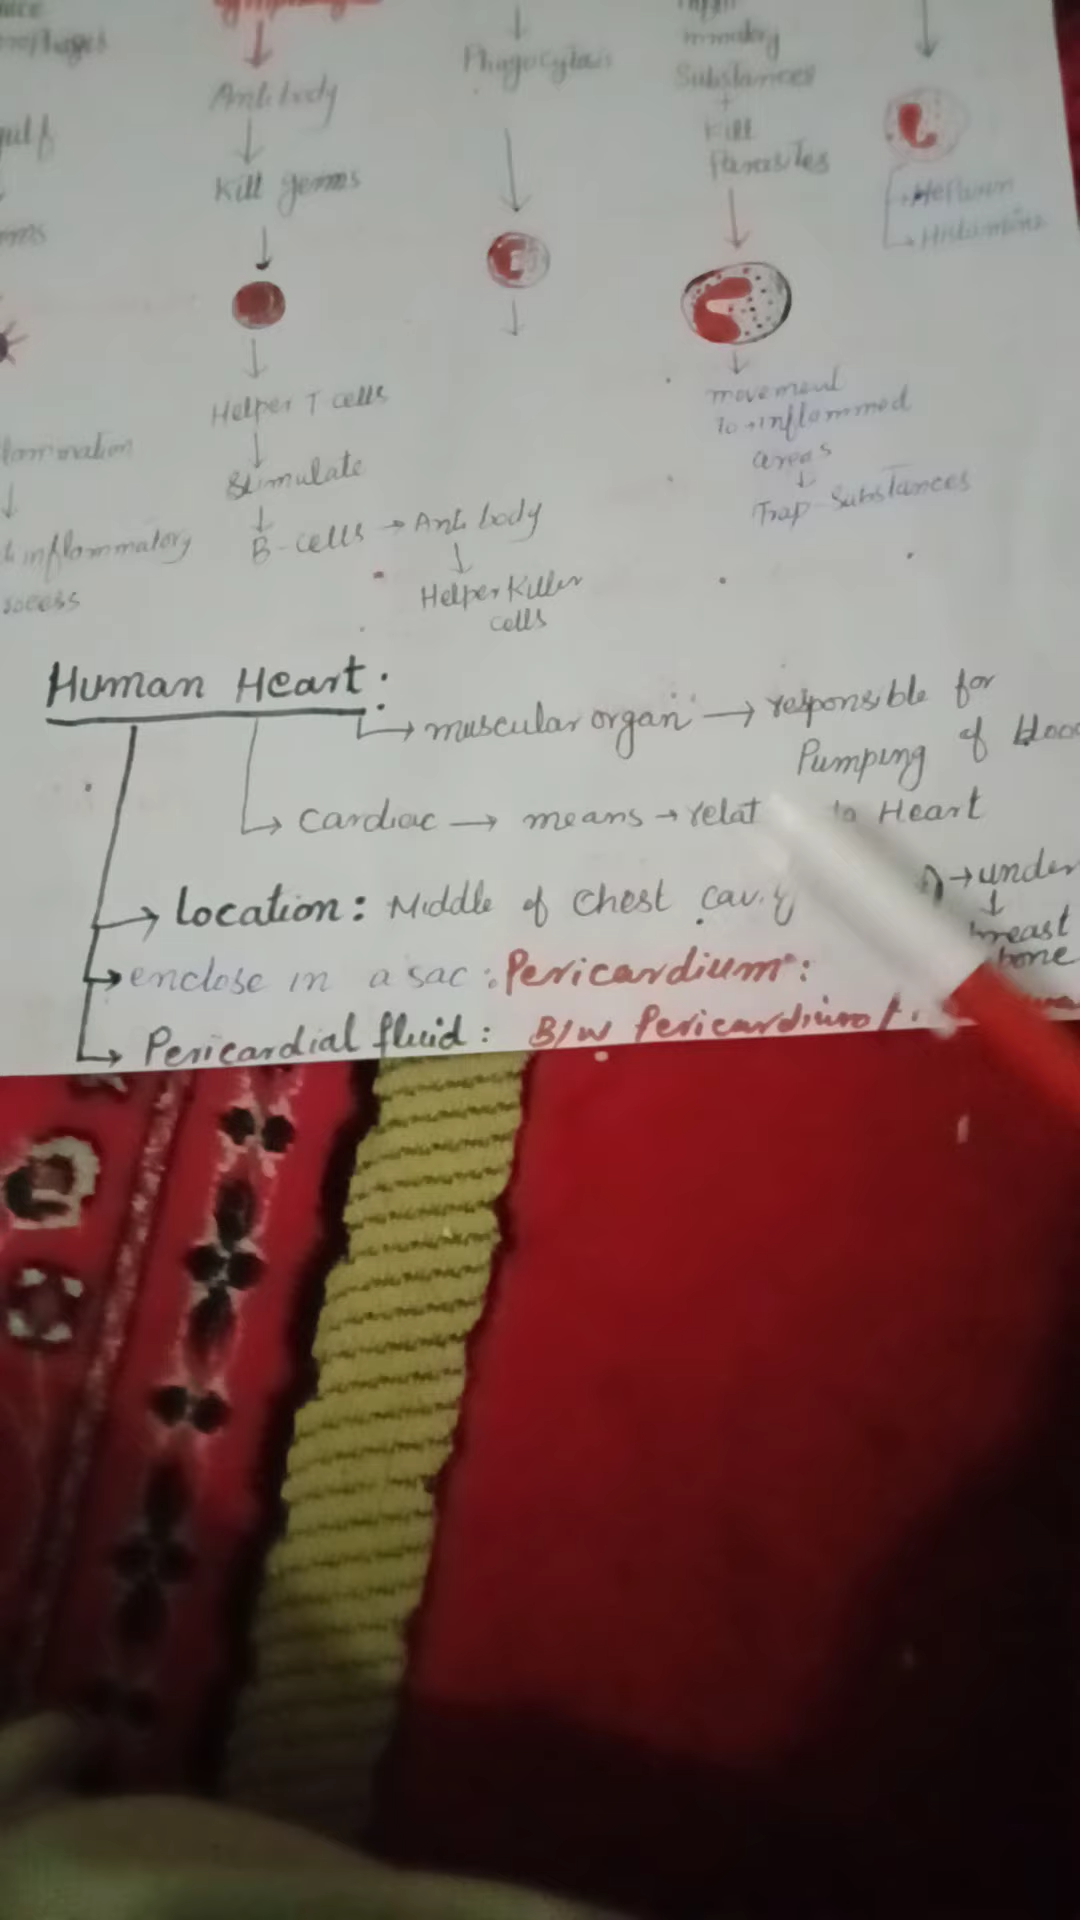 Antibody
Phagocytosis
mmatory
Substances
+
Kill
Parasites
Kill germs
Heparin
Histamine
Helper T cells
Stimulate
B-cells → Antibody
Helper Killer
cells
movement
to inflammed
areas
Trap Substances
inflammatory
Human Heart:
muscular organ → responsible for
Pumping of bloo
Cardiac → means → relat to Heart
Location: Middle of Chest
→ under
breast
bone
enclose in a sac: Pericardium:
Pericardial fluid: B/w Pericardium